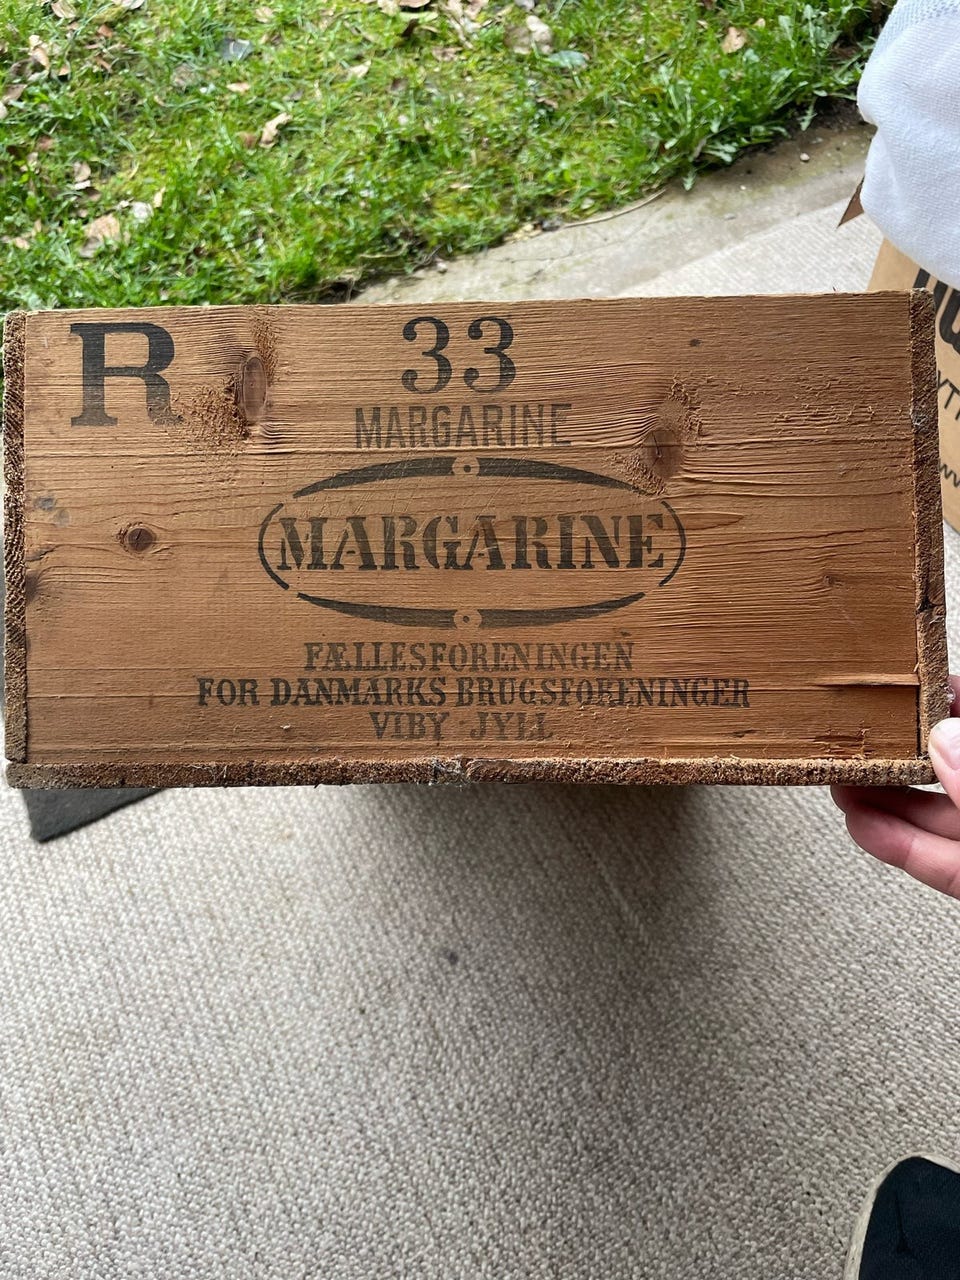 R
33
MARGARINE
MARGARINE
FÆLLESFORENINGEN
FOR DANMARKS BRUGSFORENINGER
VIBY JYLL